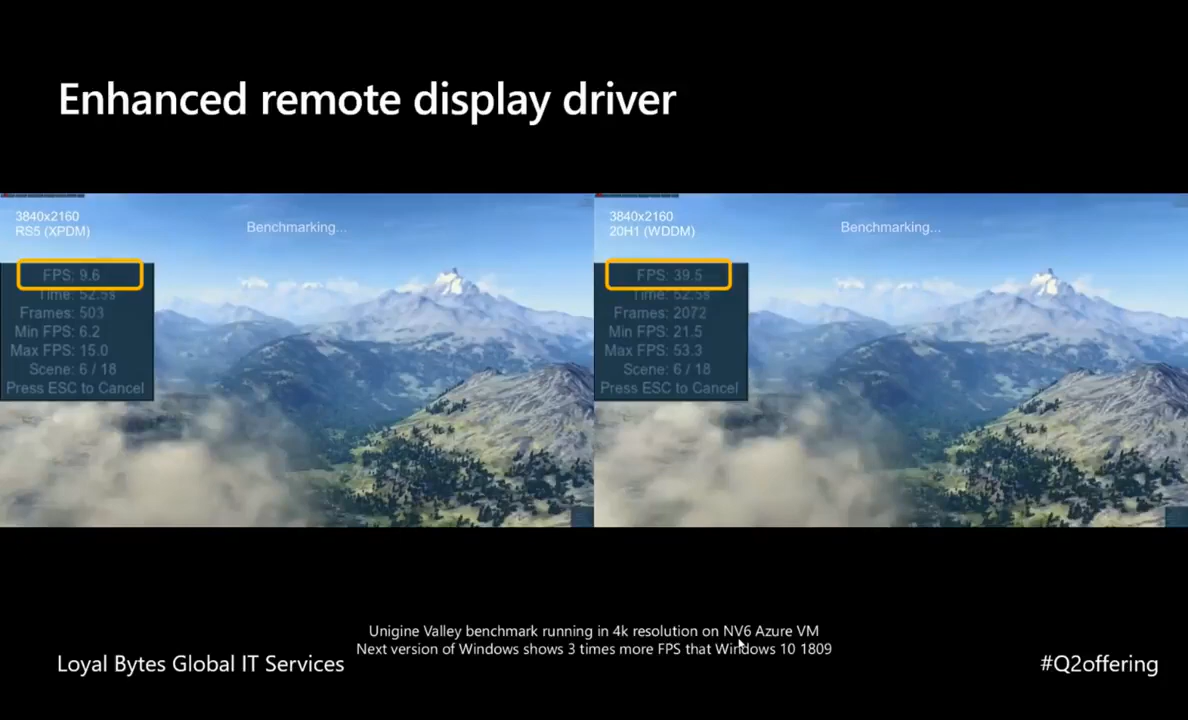 Enhanced remote display driver
3840x2160
RS5 (XPDM)
Benchmarking...
FPS: 9.6
Time: 52.5s
Frames: 503
Min FPS: 6.2
Max FPS: 15.0
Scene: 6 / 18
Press ESC to Cancel
3840x2160
20H1 (WDDM)
Benchmarking...
FPS: 39.5
Time: 52.5s
Frames: 2072
Min FPS: 21.5
Max FPS: 53.3
Scene: 6 / 18
Press ESC to Cancel
Unigine Valley benchmark running in 4k resolution on NV6 Azure VM
Next version of Windows shows 3 times more FPS that Windows 10 1809
Loyal Bytes Global IT Services
#Q2offering